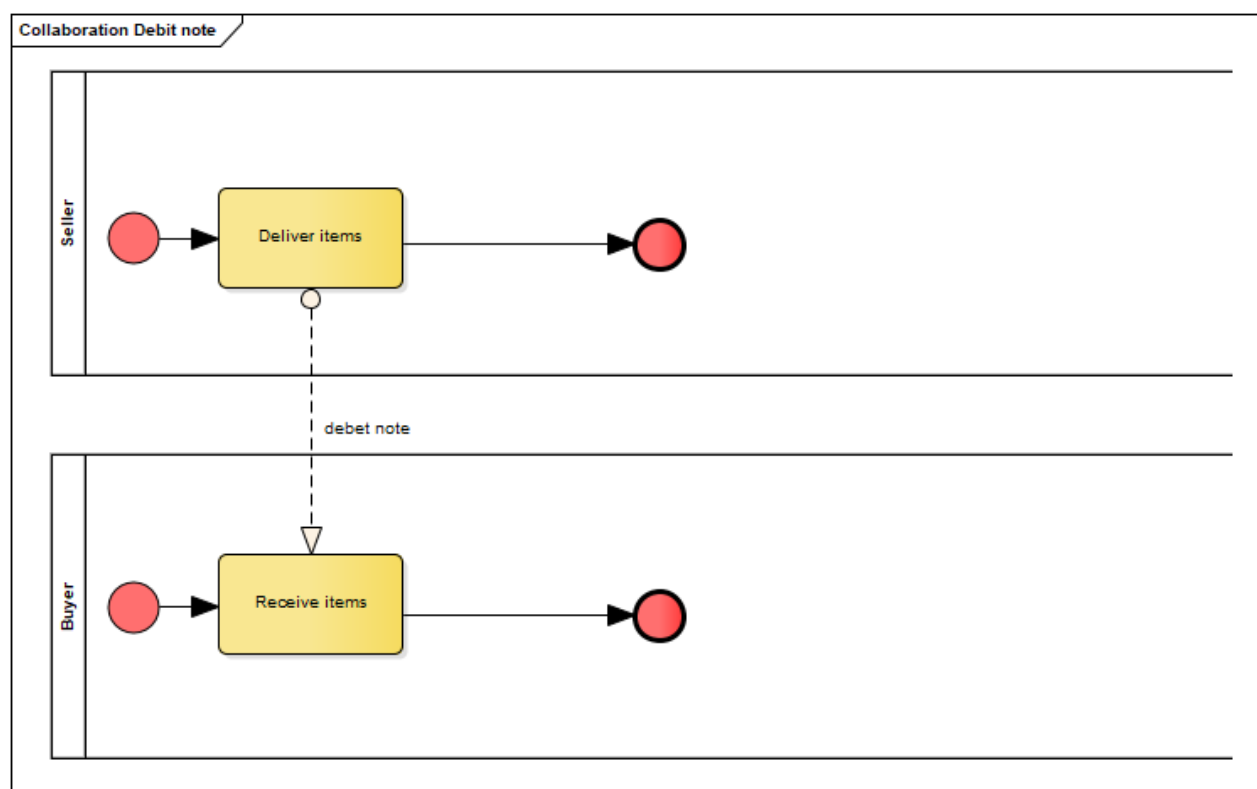 Collaboration Debit note
Seller
Deliver items
debet note
Buyer
Receive items